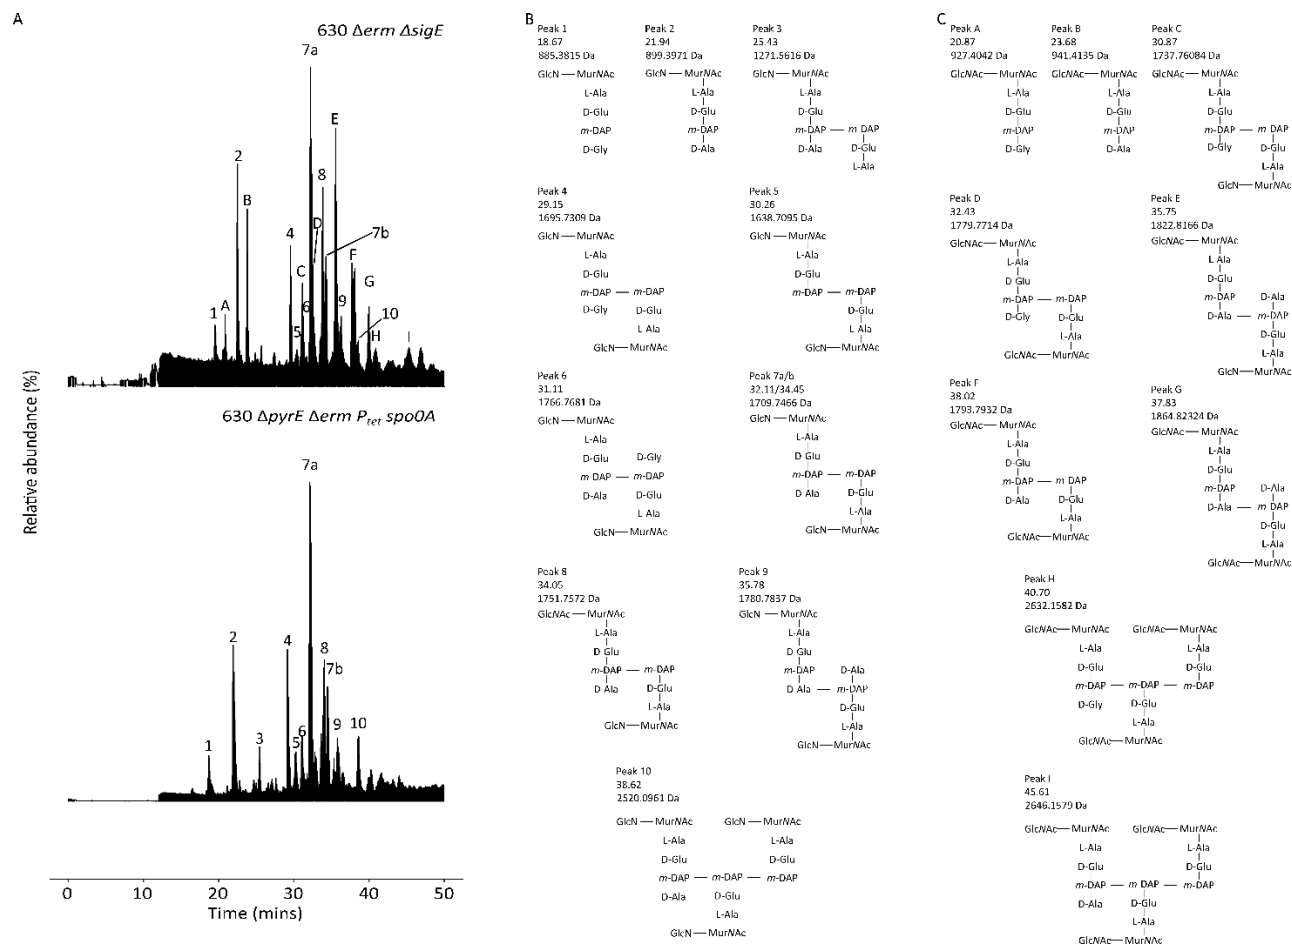 A
630 Δerm ΔsigE
7a
E
2
8
B
4
D
7b
C
F
G
1
A
6
5
9
10
H
I
630 ΔpyrE Δerm Ptet spo0A
7a
2
4
8
7b
1
3
5
6
9
10
Relative abundance (%)
0 10 20 30 40 50
Time (mins)
B
Peak 1
18.67
885.3815 Da
GlcN — MurNAc
L-Ala
D-Glu
m-DAP
D-Gly
Peak 2
21.94
899.3971 Da
GlcN — MurNAc
L-Ala
D-Glu
m-DAP
D-Ala
Peak 3
25.43
1271.5616 Da
GlcN — MurNAc
L-Ala
D-Glu
m-DAP — m DAP
D-Ala D-Glu
L-Ala
Peak 4
29.15
1695.7309 Da
GlcN — MurNAc
L-Ala
D-Glu
m-DAP — m-DAP
D-Gly D-Glu
L Ala
GlcN — MurNAc
Peak 5
30.26
1638.7095 Da
GlcN — MurNAc
L-Ala
D-Glu
m-DAP — m-DAP
D-Glu
L-Ala
GlcN — MurNAc
Peak 6
31.11
1766.7681 Da
GlcN — MurNAc
L-Ala
D-Glu D-Gly
m-DAP — m-DAP
D-Ala D-Glu
L Ala
GlcN — MurNAc
Peak 7a/b
32.11/34.45
1709.7466 Da
GlcN — MurNAc
L-Ala
D Glu
m-DAP — m-DAP
D Ala D-Glu
L-Ala
GlcN — MurNAc
Peak 8
34.05
1751.7572 Da
GlcNAc — MurNAc
L-Ala
D Glu
m-DAP — m-DAP
D Ala D-Glu
L-Ala
GlcN — MurNAc
Peak 9
35.78
1780.7837 Da
GlcN — MurNAc
L-Ala
D Glu
m-DAP D-Ala
D Ala — m-DAP
D-Glu
L-Ala
GlcN — MurNAc
Peak 10
38.62
2520.0961 Da
GlcN — MurNAc GlcN — MurNAc
L-Ala L-Ala
D-Glu D-Glu
m-DAP — m-DAP — m-DAP
D-Ala D-Glu
L-Ala
GlcN — MurNAc
C
Peak A
20.87
927.4042 Da
GlcNAc — MurNAc
L-Ala
D-Glu
m-DAP
D-Gly
Peak B
23.68
941.4135 Da
GlcNAc — MurNAc
L-Ala
D-Glu
m-DAP
D-Ala
Peak C
30.87
1737.76084 Da
GlcNAc — MurNAc
L-Ala
D-Glu
m-DAP — m DAP
D-Gly D-Glu
L-Ala
GlcN — MurNAc
Peak D
32.43
1779.7714 Da
GlcNAc — MurNAc
L-Ala
D-Glu
m-DAP — m-DAP
D-Gly D-Glu
L-Ala
GlcNAc — MurNAc
Peak E
35.75
1822.8166 Da
GlcNAc — MurNAc
L-Ala
D-Glu
m-DAP D-Ala
D-Ala — m-DAP
D-Glu
L-Ala
GlcN — MurNAc
Peak F
38.02
1793.7932 Da
GlcNAc — MurNAc
L-Ala
D-Glu
m-DAP — m DAP
D-Ala D-Glu
L-Ala
GlcNAc — MurNAc
Peak G
37.83
1864.82324 Da
GlcNAc — MurNAc
L-Ala
D-Glu
m-DAP D-Ala
D-Ala — m DAP
D-Glu
L-Ala
GlcNAc — MurNAc
Peak H
40.70
2632.1582 Da
GlcNAc — MurNAc GlcNAc — MurNAc
L-Ala L-Ala
D-Glu D-Glu
m-DAP — m-DAP — m-DAP
D-Gly D-Glu
L-Ala
GlcNAc — MurNAc
Peak I
45.61
2646.1579 Da
GlcNAc — MurNAc GlcNAc — MurNAc
L-Ala L-Ala
D-Glu D-Glu
m-DAP — m DAP — m-DAP
D-Ala D-Glu
L-Ala
GlcNAc — MurNAc